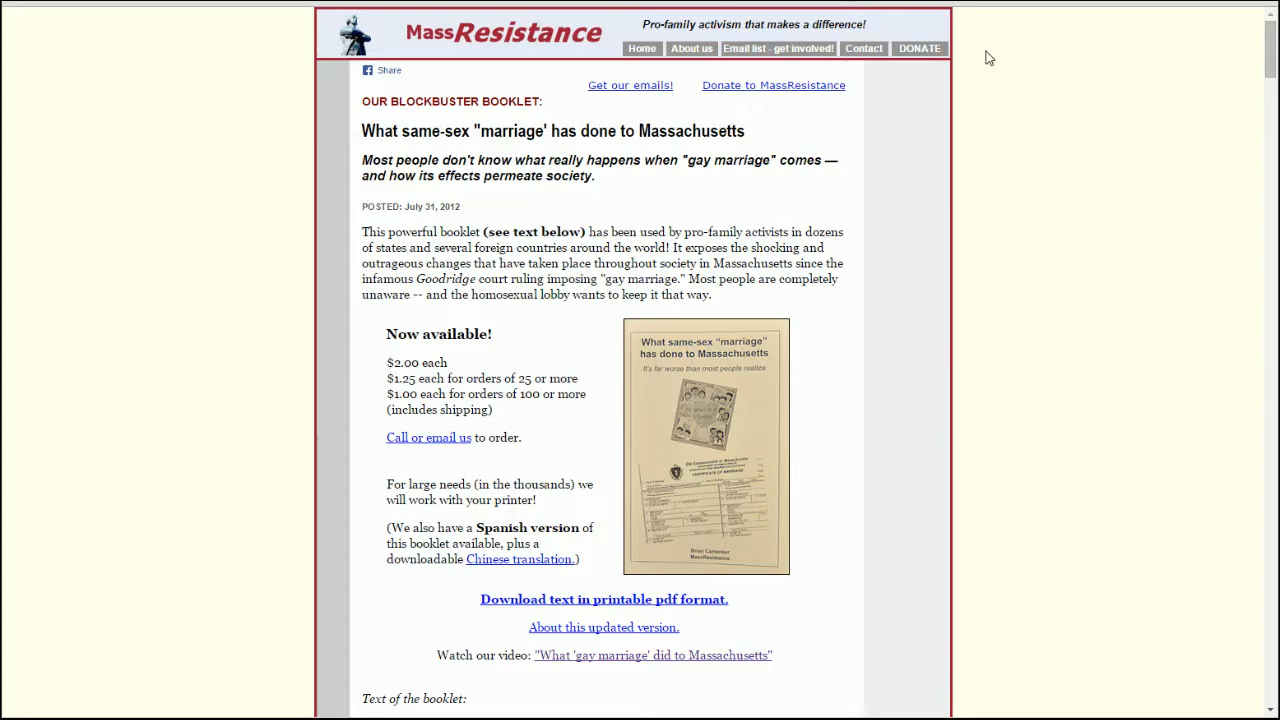 MassResistance
Pro-family activism that makes a difference!
Home About us Email list - get involved! Contact DONATE
Share
Get our emails! Donate to MassResistance
OUR BLOCKBUSTER BOOKLET:
What same-sex "marriage' has done to Massachusetts
Most people don't know what really happens when "gay marriage" comes —
and how its effects permeate society.
POSTED: July 31, 2012
This powerful booklet (see text below) has been used by pro-family activists in dozens
of states and several foreign countries around the world! It exposes the shocking and
outrageous changes that have taken place throughout society in Massachusetts since the
infamous Goodridge court ruling imposing "gay marriage." Most people are completely
unaware -- and the homosexual lobby wants to keep it that way.
Now available!
$2.00 each
$1.25 each for orders of 25 or more
$1.00 each for orders of 100 or more
(includes shipping)
Call or email us to order.
For large needs (in the thousands) we
will work with your printer!
(We also have a Spanish version of
this booklet available, plus a
downloadable Chinese translation.)
What same-sex "marriage"
has done to Massachusetts
It's far worse than most people realize
The Commonwealth of Massachusetts
CERTIFICATE OF MARRIAGE
Brian Camenker
MassResistance
Download text in printable pdf format.
About this updated version.
Watch our video: "What 'gay marriage' did to Massachusetts"
Text of the booklet: